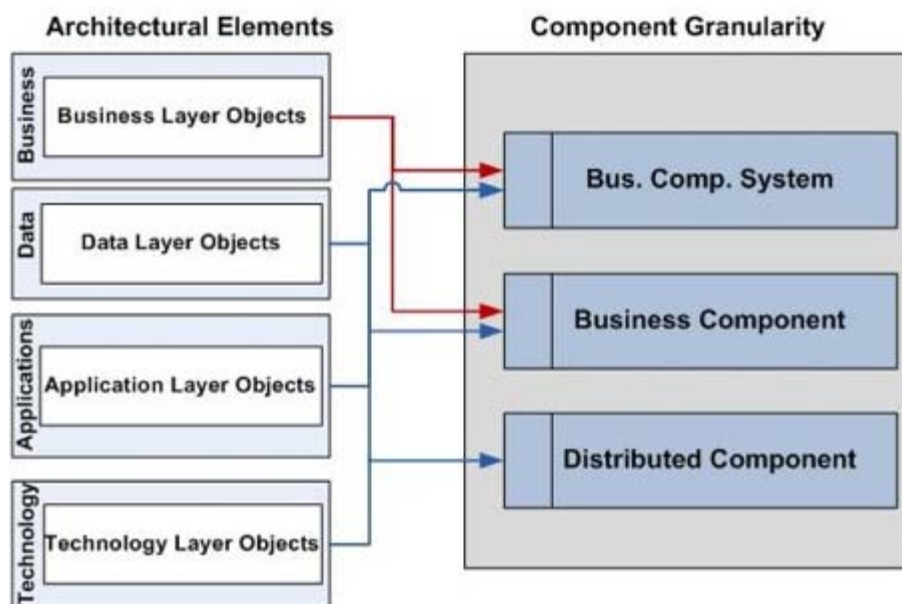 Architectural Elements
Component Granularity
Business
Business Layer Objects
Data
Data Layer Objects
Applications
Application Layer Objects
Technology
Technology Layer Objects
Bus. Comp. System
Business Component
Distributed Component